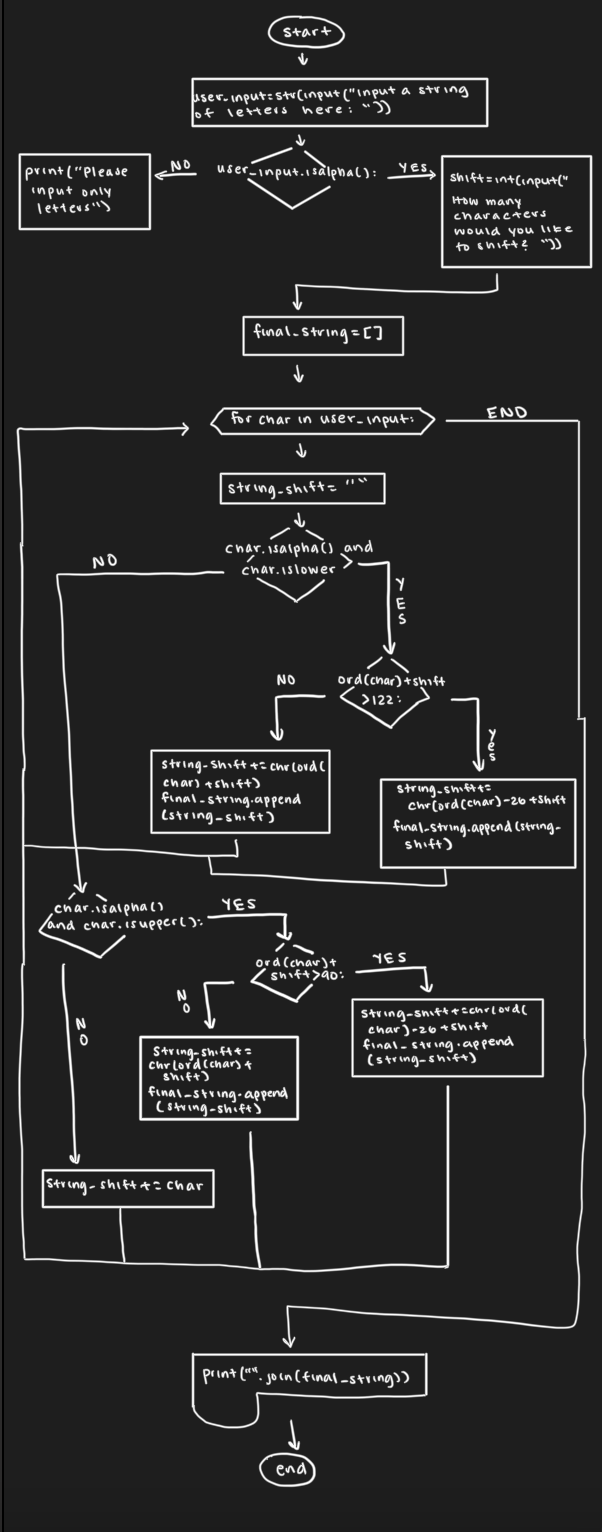 start
user_input=str(input("Input a string
of letters here: "))
print("Please
input only
letters")
NO
user_input.isalpha():
YES
shift=int(input("
How many
characters
would you like
to shift? "))
final_string=[]
for char in user_input:
END
string_shift= ""
char.isalpha() and
char.islower
NO
YES
ord(char)+shift
>122:
NO
Yes
string_shift+=chr(ord(
char)+shift)
final_string.append
(string_shift)
string_shift+=
chr(ord(char)-26+shift
final_string.append(string_
shift)
char.isalpha()
and char.isupper():
YES
ord(char)+
shift>90:
YES
NO
NO
string_shift+=chr(ord(
char)-26+shift
final_string.append
(string_shift)
string_shift+=
chr(ord(char)+
shift)
final_string.append
(string_shift)
string_shift+=char
print("".join(final_string))
end